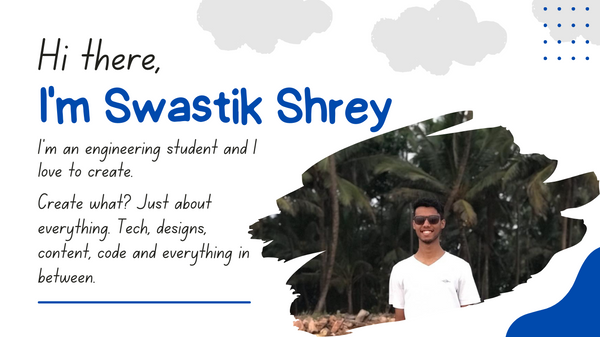 Hi there,
I'm Swastik Shrey
I'm an engineering student and I
love to create.
Create what? Just about
everything. Tech, designs,
content, code and everything in
between.